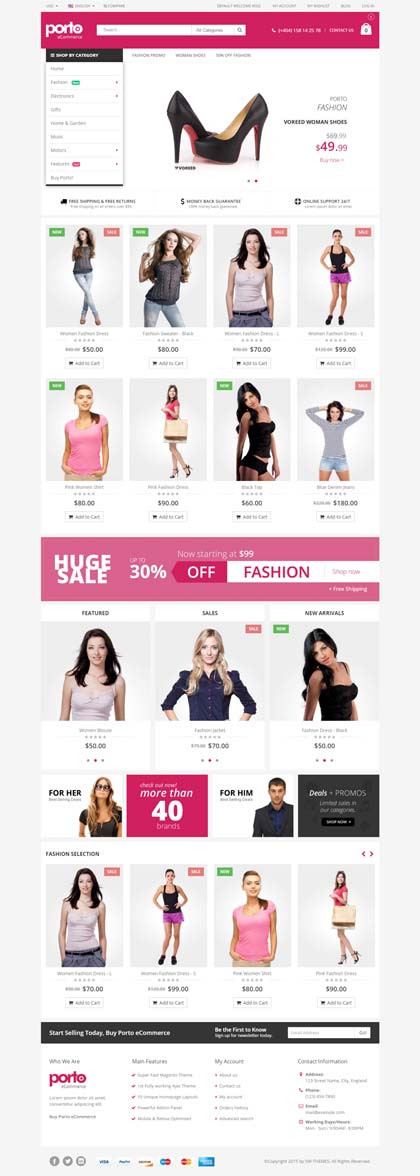 USD ENGLISH COMPARE DEFAULT WELCOME MSG! MY ACCOUNT MY WISHLIST BLOG LOG IN
porto
eCommerce
Search... All Categories
(+404) 158 14 25 78 | CONTACT US 0
SHOP BY CATEGORY
FASHION PROMO WOMAN SHOES 50% OFF FASHION
Home
Fashion New
Electronics
Gifts
Home & Garden
Music
Motors
Features Hot
Buy Porto!
VOREED
PORTO
FASHION
VOREED WOMAN SHOES
$69.99
$49.99
Buy now >
FREE SHIPPING & FREE RETURNS
Free shipping on all orders over $99.
MONEY BACK GUARANTEE
100% money back guarantee.
ONLINE SUPPORT 24/7
Lorem ipsum dolor sit amet.
NEW SALE NEW NEW SALE SALE
Women Fashion Dress Fashion Sweater - Black Women Fashion Dress - L Women Fashion Dress - S
$50.00 $80.00 $70.00 $120.00 $99.00
Add to Cart Add to Cart Add to Cart Add to Cart
NEW NEW SALE
Pink Women Shirt Pink Fashion Dress Black Top Blue Denim Jeans
$80.00 $90.00 $60.00 $180.00
Add to Cart Add to Cart Add to Cart Add to Cart
HUGE
SALE
UP TO
30%
Now starting at $99
OFF FASHION Shop now >
+ Free Shipping
FEATURED SALES NEW ARRIVALS
SALE NEW
Women Blouse Fashion Jacket Fashion Dress - Black
$50.00 $70.00 $50.00
FOR HER
Best Selling Deals
check out now!
more than
40
brands
FOR HIM
Best Selling Deals
Deals + PROMOS
Limited sales in
our categories.
SHOP NOW >
FASHION SELECTION
SALE SALE
Women Fashion Dress - L Women Fashion Dress - S Pink Women Shirt Pink Fashion Dress
$70.00 $120.00 $99.00 $80.00 $90.00
Add to Cart Add to Cart Add to Cart Add to Cart
Start Selling Today, Buy Porto eCommerce
Be the First to Know
Sign up for newsletter today.
Email Address Go!
Who We Are
porto
eCommerce
Lorem ipsum dolor sit amet,
consectetur adipiscing elit.
Buy Porto eCommerce
Main Features
Super Fast Magento Theme
1st Fully working Ajax Theme
10 Unique Homepage Layouts
Powerful Admin Panel
Mobile & Retina Optimized
My Account
About us
Contact us
My account
Orders history
Advanced search
Contact Information
Address:
123 Street Name, City, England
Phone:
(123) 456-7890
Email:
mail@example.com
Working Days/Hours:
Mon - Sun / 9:00AM - 8:00PM
©Copyright 2015 by SW-THEMES. All Rights Reserved.